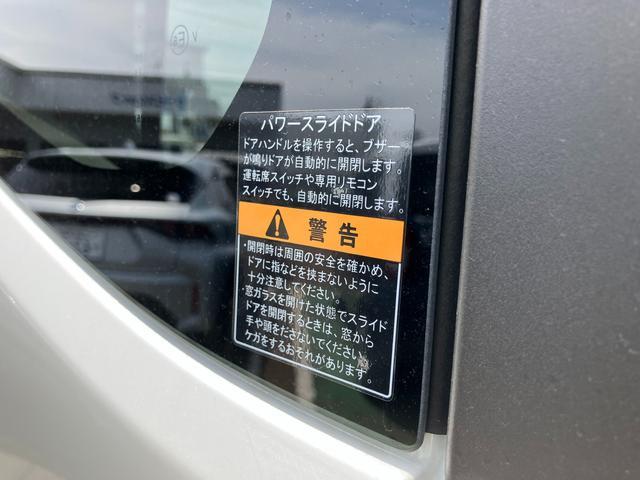 パワースライドドア
ドアハンドルを操作すると、ブザー
が鳴りドアが自動的に開閉します。
運転席スイッチや専用リモコン
スイッチでも、自動的に開閉します。
警告
・開閉時は周囲の安全を確かめ、
ドアに指などを挟まないように
十分注意してください。
・窓ガラスを開けた状態でスライド
ドアを開閉するときは、窓から
手や頭をださないでください。
ケガをするおそれがあります。